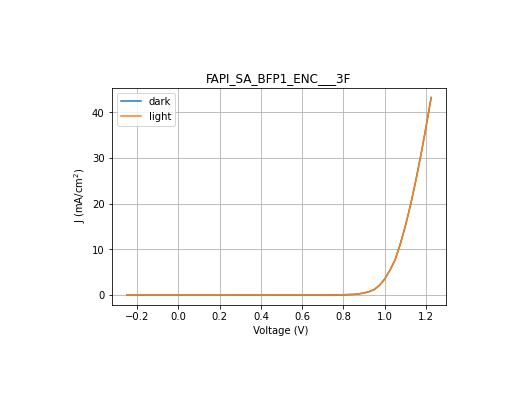 FAPI_SA_BFP1_ENC___3F
dark
light
40
30
20
10
0
J (mA/cm²)
−0.2 0.0 0.2 0.4 0.6 0.8 1.0 1.2
Voltage (V)